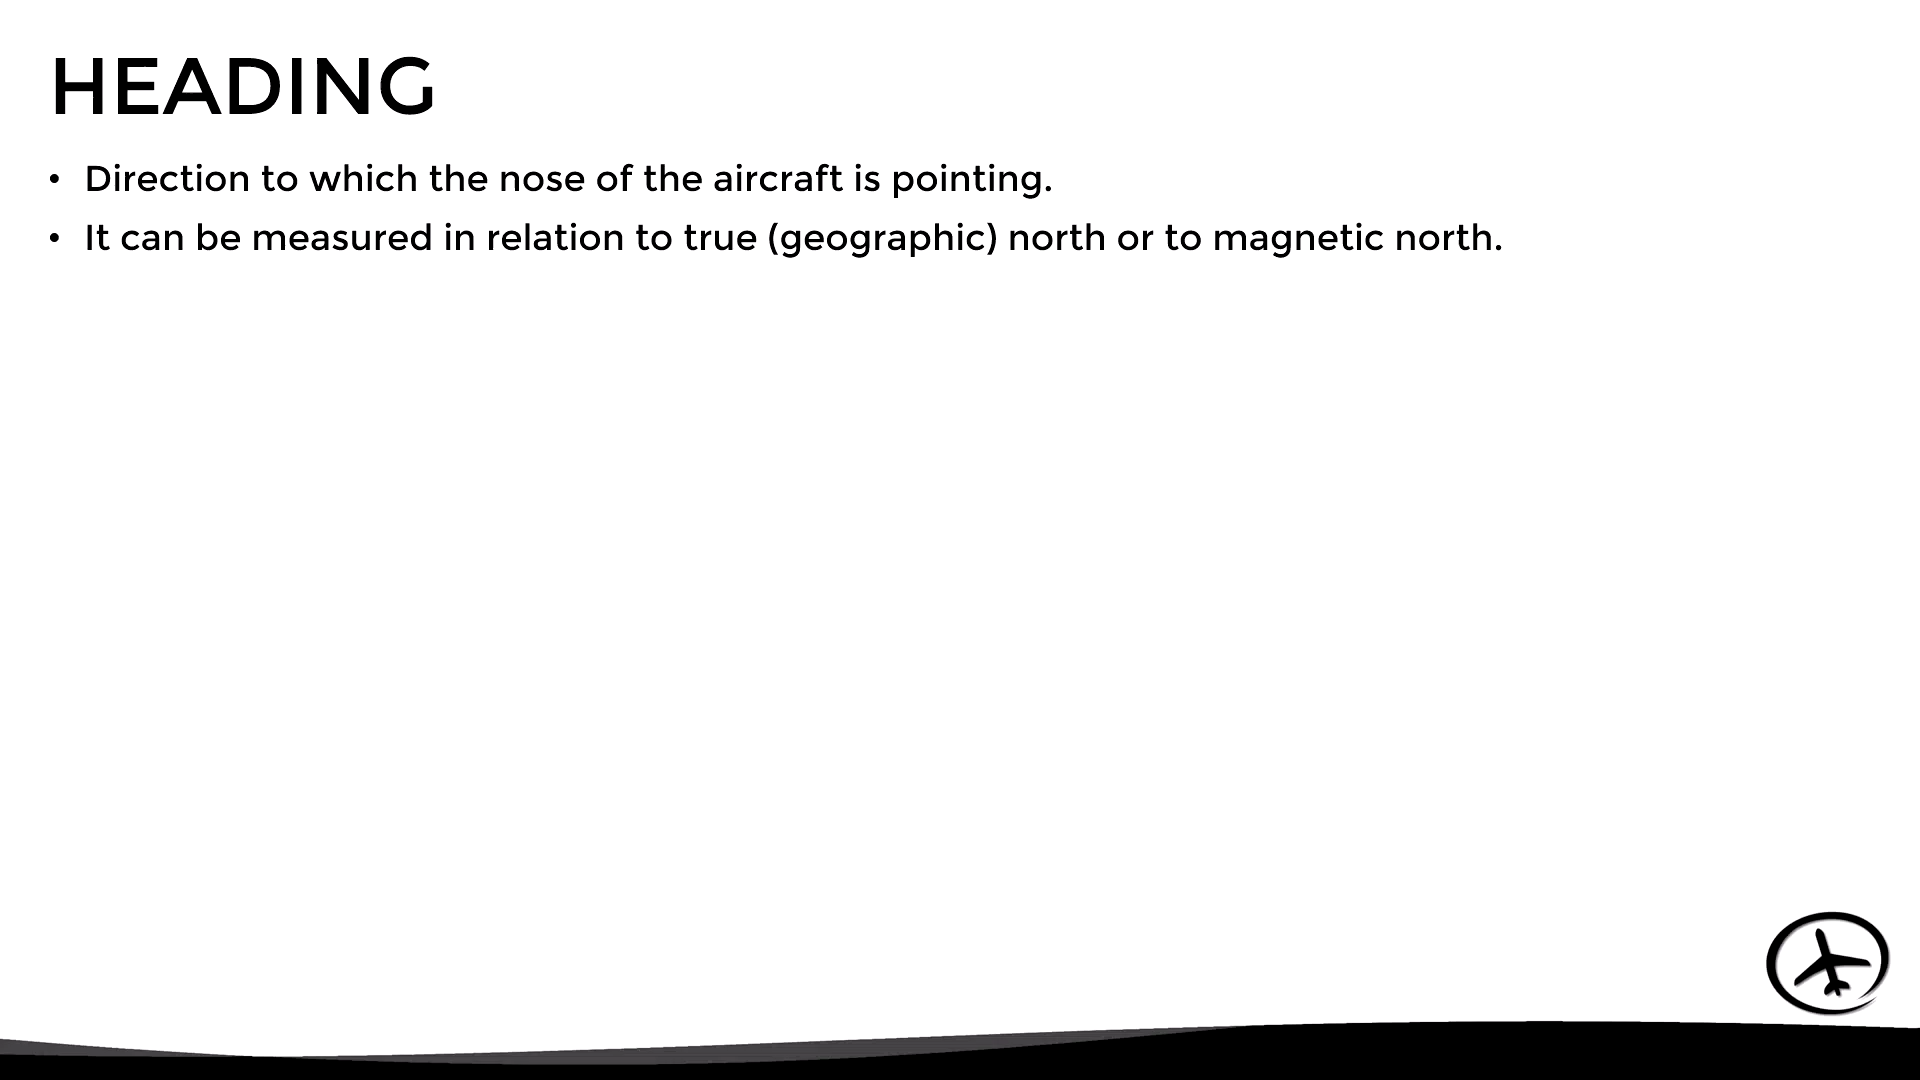 HEADING
• Direction to which the nose of the aircraft is pointing.
• It can be measured in relation to true (geographic) north or to magnetic north.